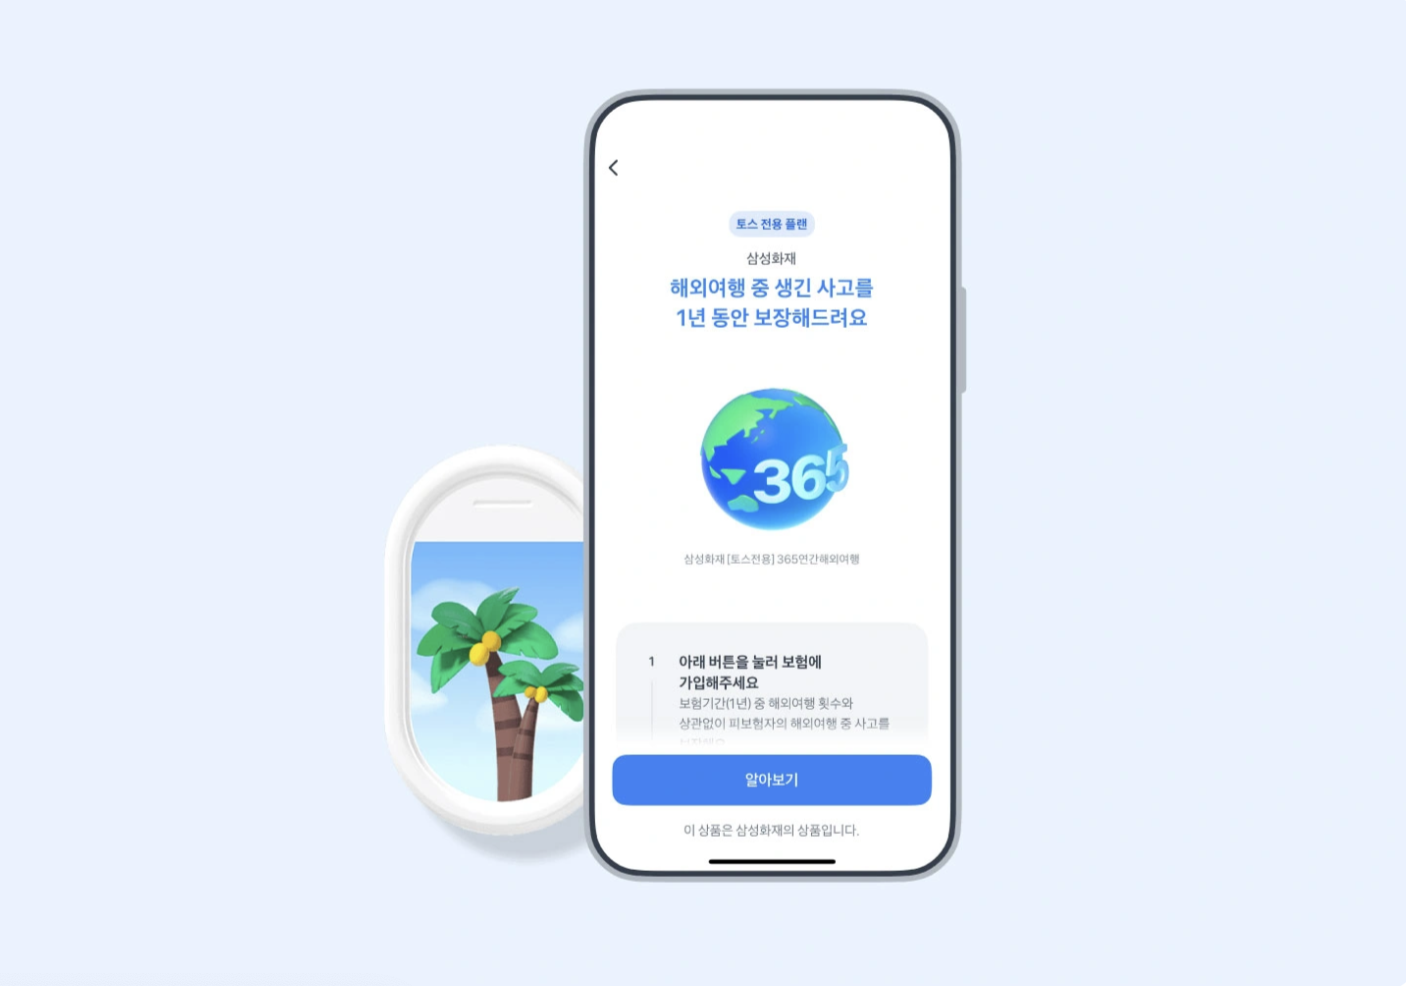 토스 전용 플랜
삼성화재
해외여행 중 생긴 사고를
1년 동안 보장해드려요
365
삼성화재 [토스전용] 365연간해외여행
1 아래 버튼을 눌러 보험에
가입해주세요
보험기간(1년) 중 해외여행 횟수와
상관없이 피보험자의 해외여행 중 사고를
알아보기
이 상품은 삼성화재의 상품입니다.